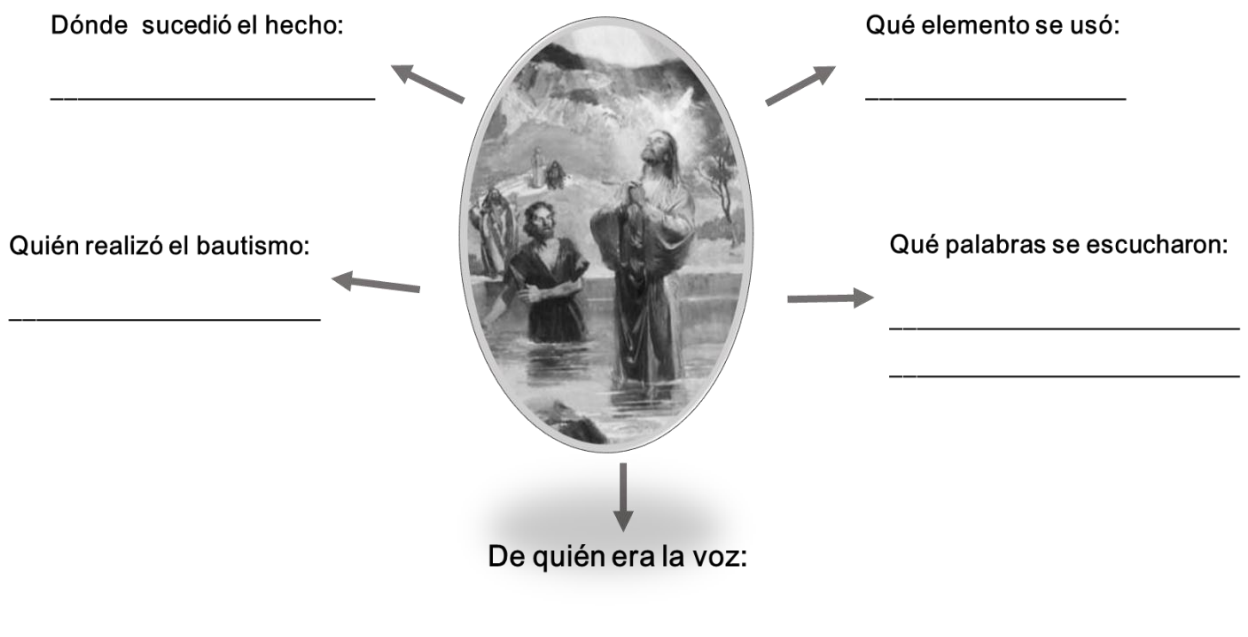 Dónde sucedió el hecho:
Qué elemento se usó:
Quién realizó el bautismo:
Qué palabras se escucharon:
De quién era la voz: